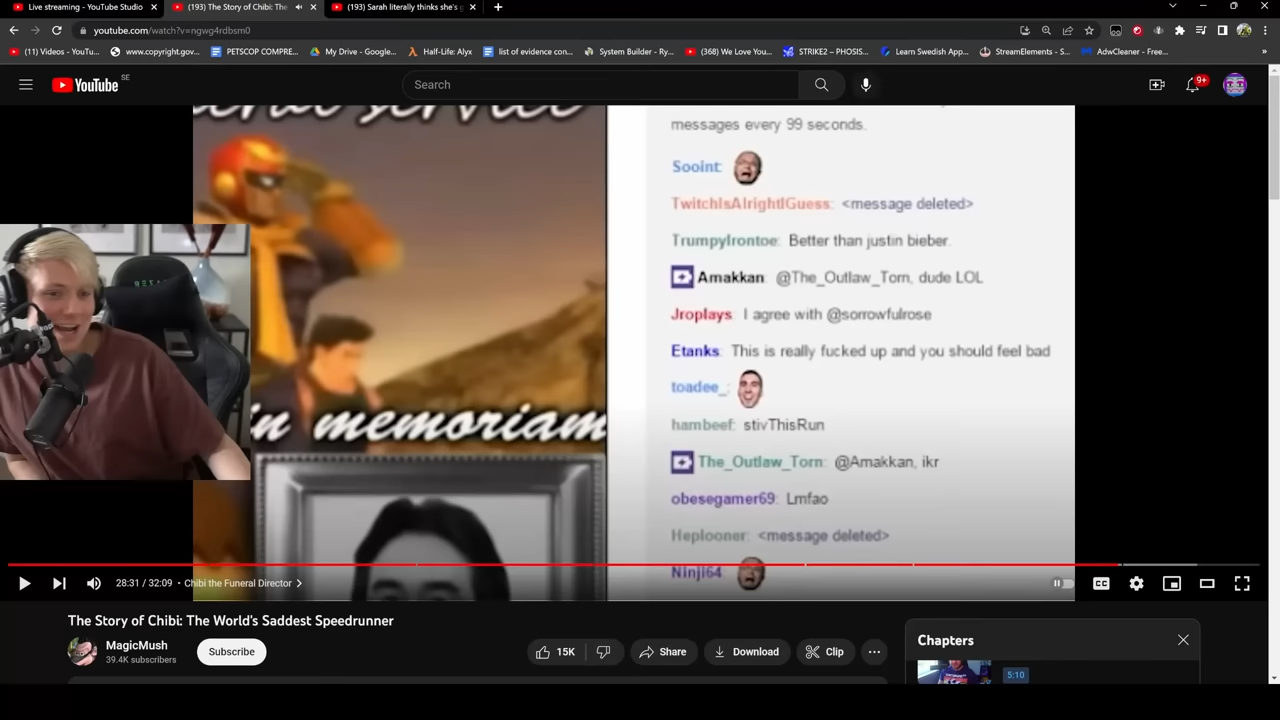 Live streaming - YouTube Studio
(193) The Story of Chibi: The
(193) Sarah literally thinks she's g
youtube.com/watch?v=ngwg4rdbsm0
(11) Videos - YouTu...
www.copyright.gov...
PETSCOP COMPRE...
My Drive - Google...
Half-Life: Alyx
list of evidence con...
System Builder - Ry...
(368) We Love You...
STRIKE2 – PHOSIS...
Learn Swedish App...
StreamElements - S...
AdwCleaner - Free...
YouTube SE
Search
9+
service
messages every 99 seconds.
Sooint:
TwitchIsAlrightIGuess: <message deleted>
TrumpyIrontoe: Better than justin bieber.
Amakkan: @The_Outlaw_Torn, dude LOL
Jroplays: I agree with @sorrowfulrose
Etanks: This is really fucked up and you should feel bad
toadee_:
hambeef: stivThisRun
in memoriam
The_Outlaw_Torn: @Amakkan, ikr
obesegamer69: Lmfao
Heplooner: <message deleted>
Ninji64:
28:31 / 32:09 • Chibi the Funeral Director
The Story of Chibi: The World's Saddest Speedrunner
MagicMush
39.4K subscribers
Subscribe
15K
Share
Download
Clip
Chapters
5:10